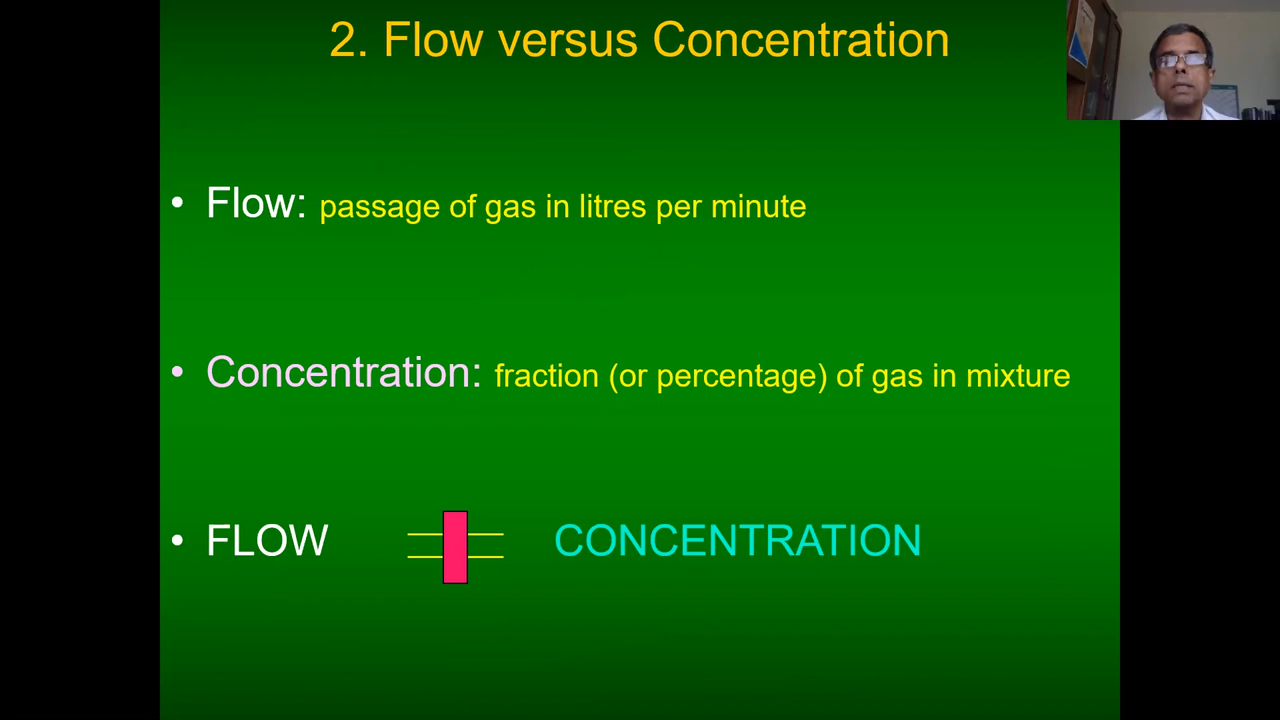 2. Flow versus Concentration
• Flow: passage of gas in litres per minute
• Concentration: fraction (or percentage) of gas in mixture
• FLOW CONCENTRATION